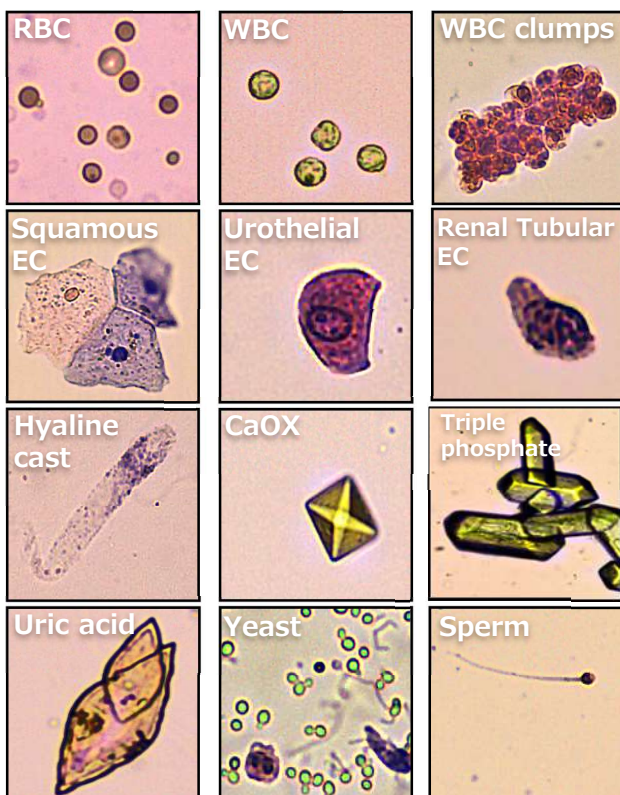 RBC
WBC
WBC clumps
Squamous
EC
Urothelial
EC
Renal Tubular
EC
Hyaline
cast
CaOX
Triple
phosphate
Uric acid
Yeast
Sperm